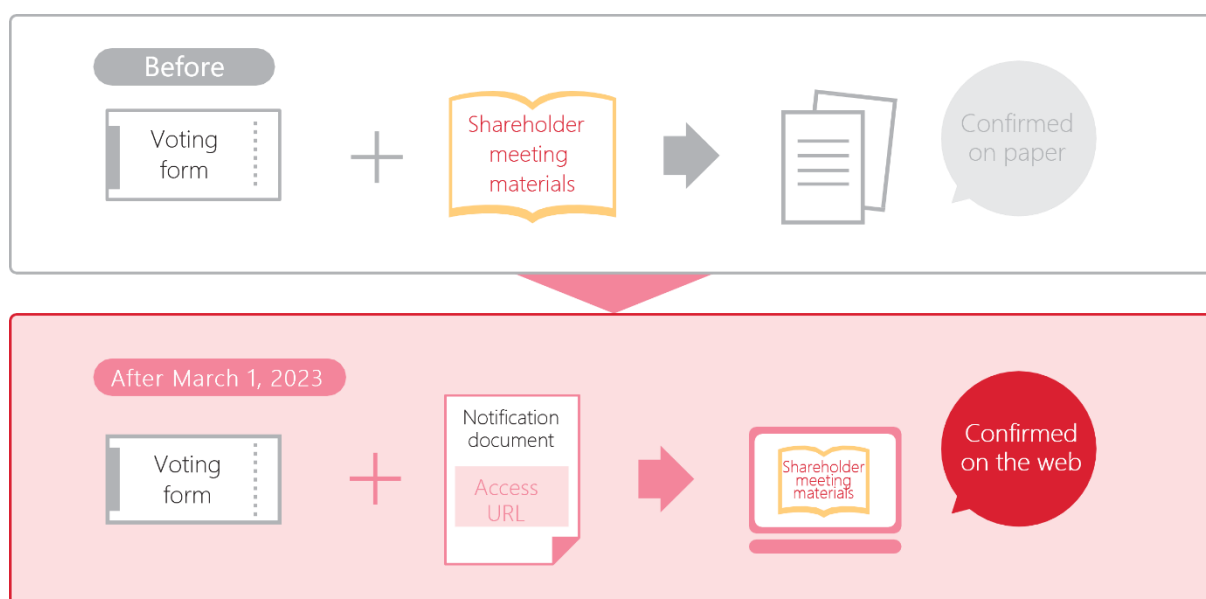 Before
Voting
form
Shareholder
meeting
materials
Confirmed
on paper
After March 1, 2023
Voting
form
Notification
document
Access
URL
Shareholder
meeting
materials
Confirmed
on the web